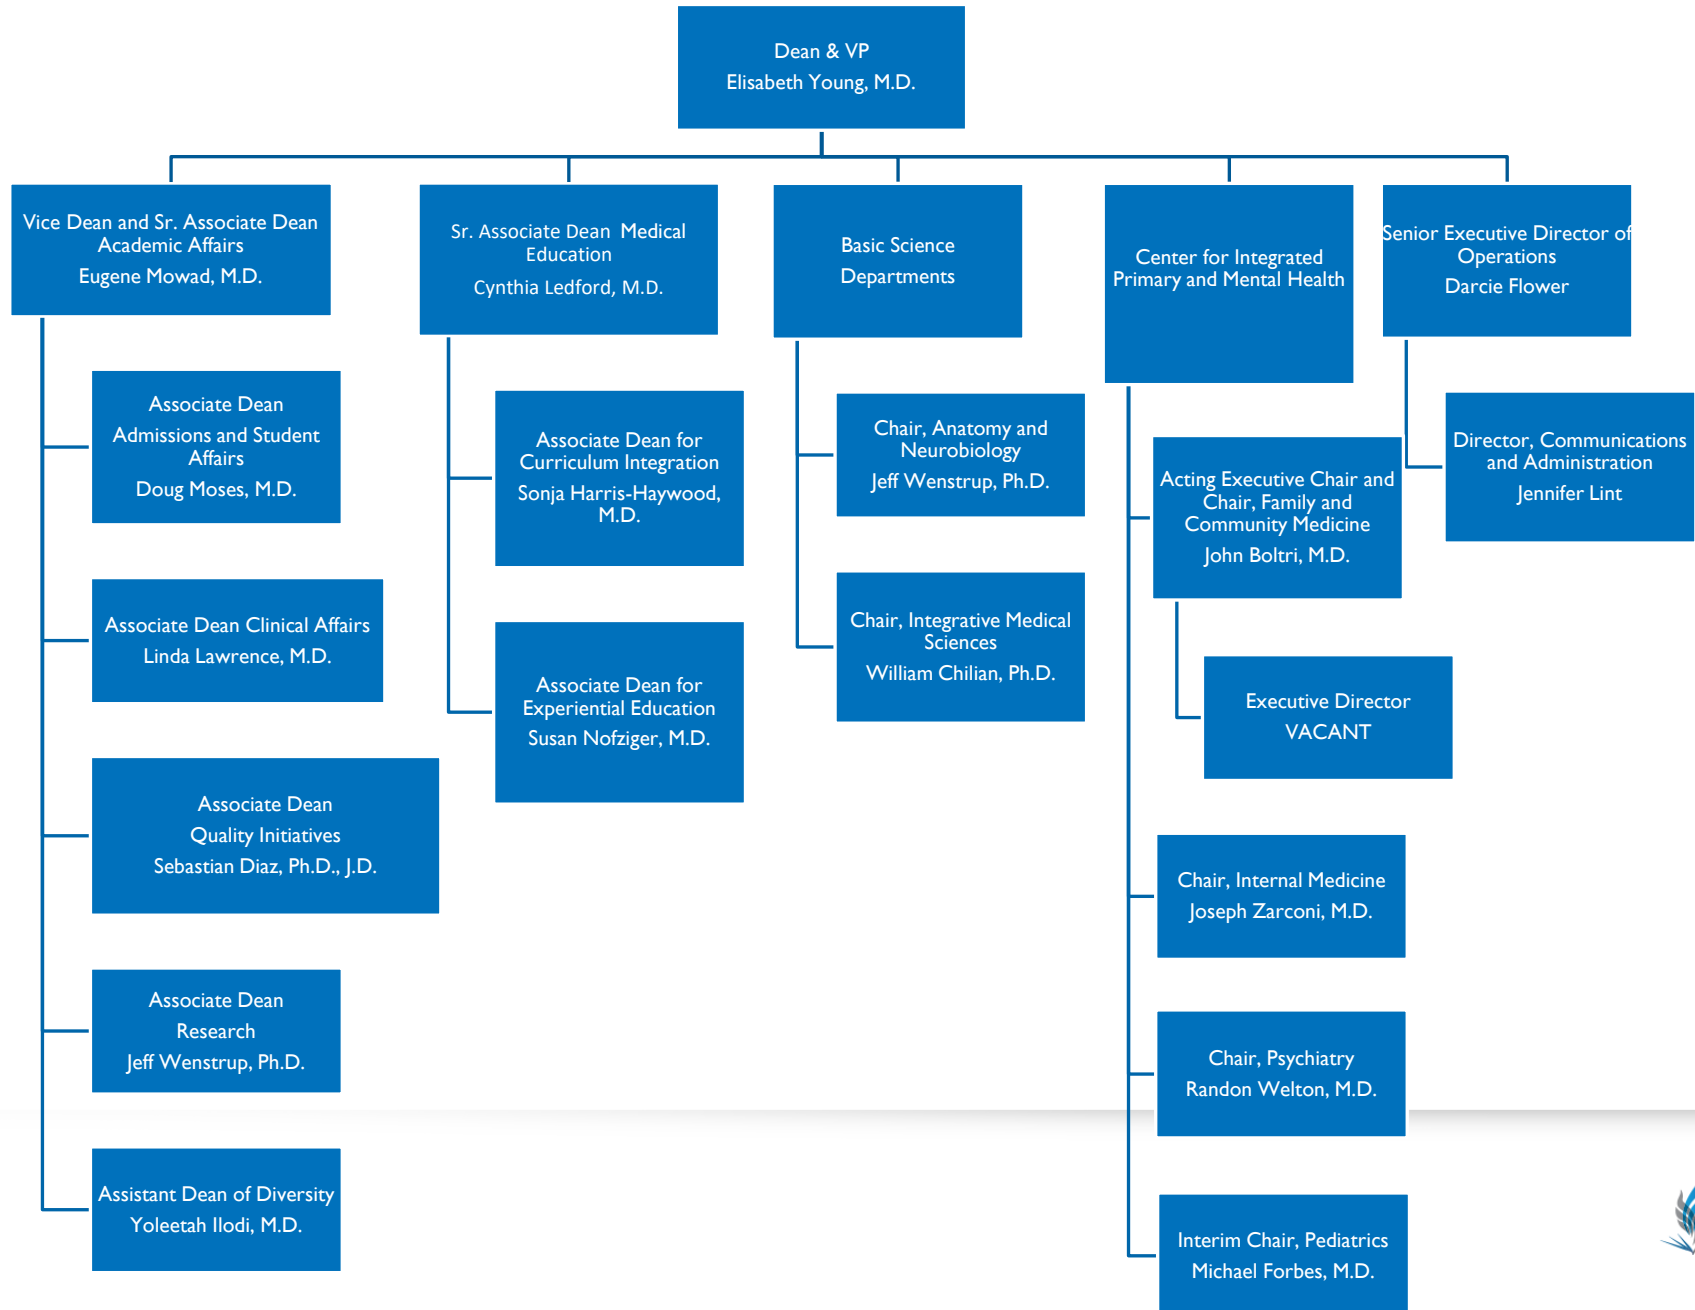 Dean & VP
Elisabeth Young, M.D.
Vice Dean and Sr. Associate Dean
Academic Affairs
Eugene Mowad, M.D.
Associate Dean
Admissions and Student
Affairs
Doug Moses, M.D.
Associate Dean Clinical Affairs
Linda Lawrence, M.D.
Associate Dean
Quality Initiatives
Sebastian Diaz, Ph.D., J.D.
Associate Dean
Research
Jeff Wenstrup, Ph.D.
Assistant Dean of Diversity
Yoleetah Ilodi, M.D.
Sr. Associate Dean Medical
Education
Cynthia Ledford, M.D.
Associate Dean for
Curriculum Integration
Sonja Harris-Haywood,
M.D.
Associate Dean for
Experiential Education
Susan Nofziger, M.D.
Basic Science
Departments
Chair, Anatomy and
Neurobiology
Jeff Wenstrup, Ph.D.
Chair, Integrative Medical
Sciences
William Chilian, Ph.D.
Center for Integrated
Primary and Mental Health
Acting Executive Chair and
Chair, Family and
Community Medicine
John Boltri, M.D.
Executive Director
VACANT
Chair, Internal Medicine
Joseph Zarconi, M.D.
Chair, Psychiatry
Randon Welton, M.D.
Interim Chair, Pediatrics
Michael Forbes, M.D.
Senior Executive Director of
Operations
Darcie Flower
Director, Communications
and Administration
Jennifer Lint